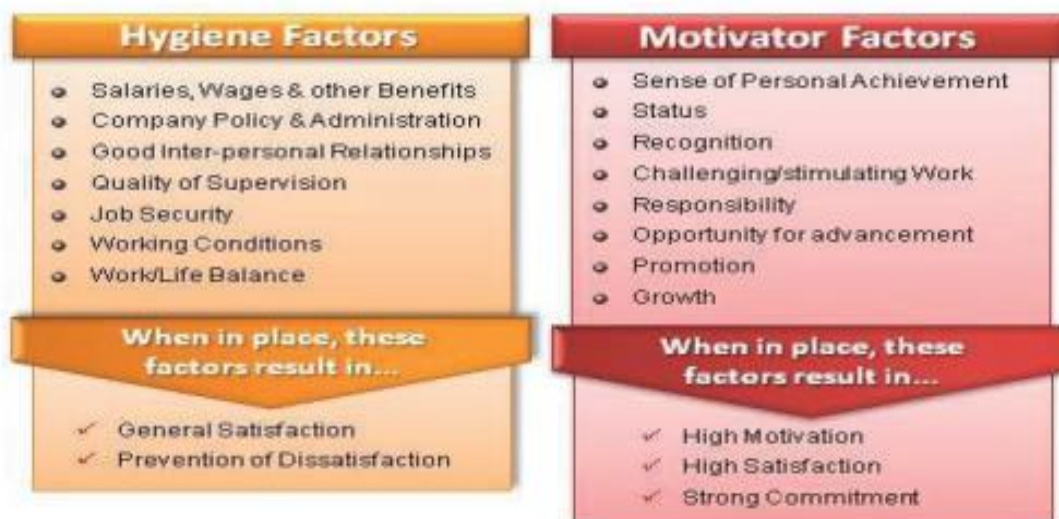 Hygiene Factors
Salaries, Wages & other Benefits
Company Policy & Administration
Good Inter-personal Relationships
Quality of Supervision
Job Security
Working Conditions
Work/Life Balance
When in place, these
factors result in...
General Satisfaction
Prevention of Dissatisfaction
Motivator Factors
Sense of Personal Achievement
Status
Recognition
Challenging/stimulating Work
Responsibility
Opportunity for advancement
Promotion
Growth
When in place, these
factors result in...
High Motivation
High Satisfaction
Strong Commitment